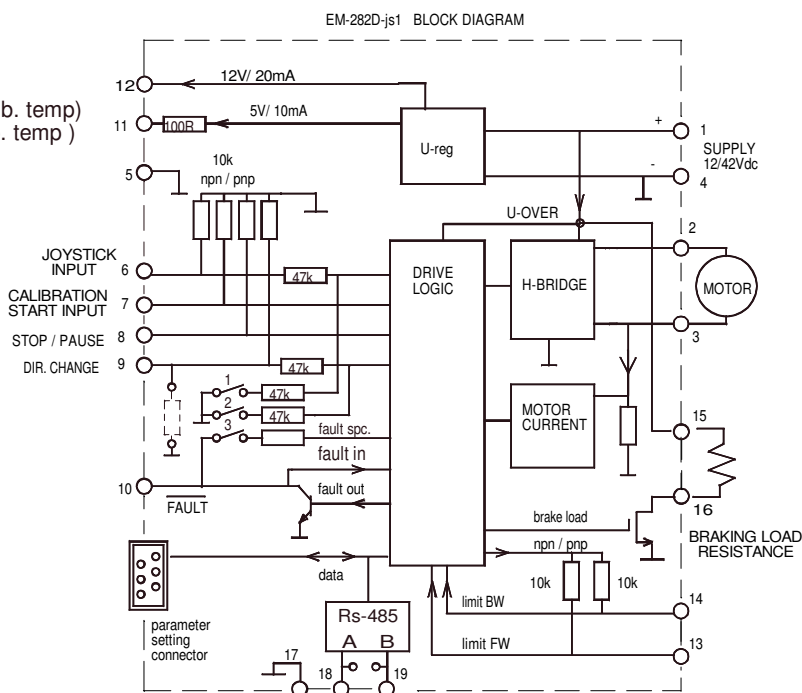 EM-282D-js1 BLOCK DIAGRAM
b. temp)
. temp )
12
12V/ 20mA
11
100R
5V/ 10mA
U-reg
+
1
SUPPLY
12/42Vdc
-
4
5
10k
npn / pnp
U-OVER
2
JOYSTICK
INPUT
6
47k
DRIVE
LOGIC
H-BRIDGE
MOTOR
CALIBRATION
START INPUT
7
STOP / PAUSE
8
3
DIR. CHANGE
9
47k
1
47k
2
47k
3
fault spc.
MOTOR
CURRENT
15
fault in
10
FAULT
fault out
16
brake load
BRAKING LOAD
RESISTANCE
npn / pnp
data
10k
10k
Rs-485
A B
limit BW
14
parameter
setting
connector
limit FW
13
17
18
19